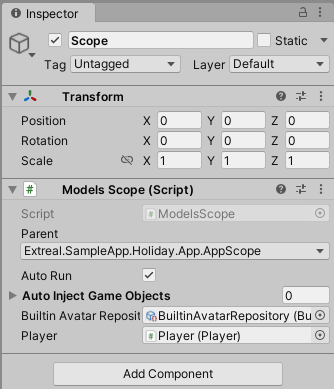 Inspector
Scope
Static
Tag Untagged Layer Default
Transform
Position X 0 Y 0 Z 0
Rotation X 0 Y 0 Z 0
Scale X 1 Y 1 Z 1
Models Scope (Script)
Script ModelsScope
Parent
Extreal.SampleApp.Holiday.App.AppScope
Auto Run
Auto Inject Game Objects 0
Builtin Avatar Reposit BuiltinAvatarRepository (Bu
Player Player (Player)
Add Component